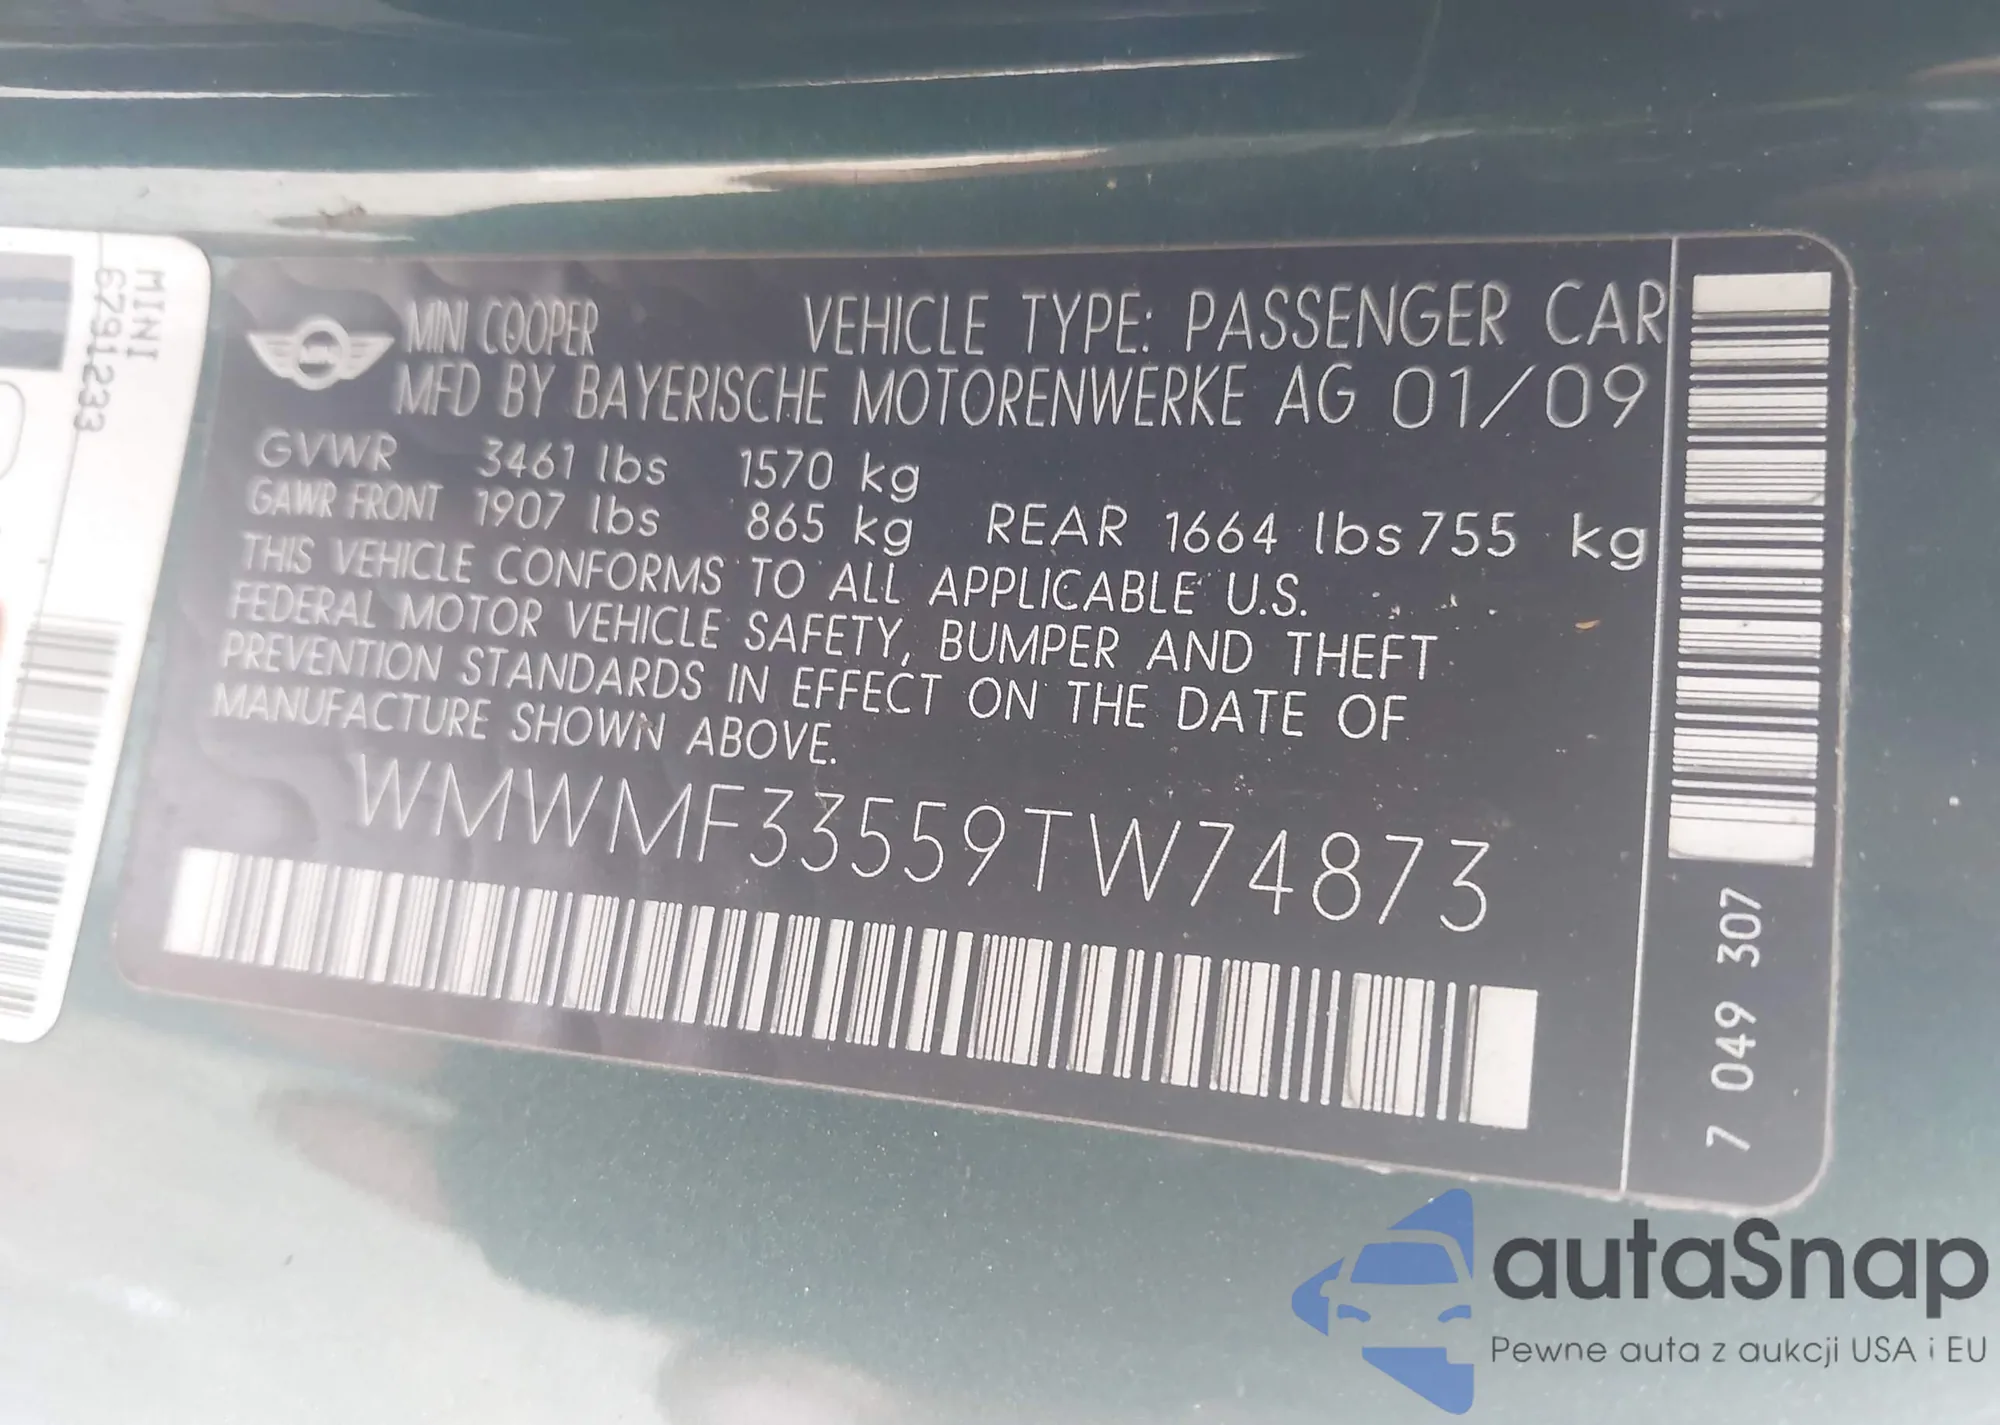 MINI
6791233
MINI COOPER VEHICLE TYPE: PASSENGER CAR
MFD BY BAYERISCHE MOTORENWERKE AG 01/09
GVWR 3461 lbs 1570 kg
GAWR FRONT 1907 lbs 865 kg REAR 1664 lbs 755 kg
THIS VEHICLE CONFORMS TO ALL APPLICABLE U.S.
FEDERAL MOTOR VEHICLE SAFETY, BUMPER AND THEFT
PREVENTION STANDARDS IN EFFECT ON THE DATE OF
MANUFACTURE SHOWN ABOVE.
WMWMF33559TW74873
7 049 307
autaSnap
Pewne auta z aukcji USA i EU